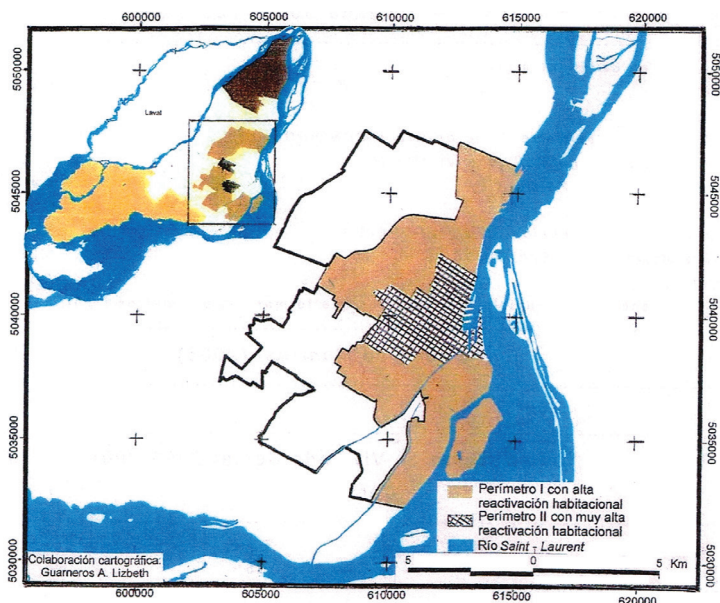 600000
605000
610000
615000
620000
5050000
5045000
5040000
5035000
5030000
5050000
5045000
5040000
5035000
5030000
Laval
Perímetro I con alta
reactivación habitacional
Perímetro II con muy alta
reactivación habitacional
Río Saint - Laurent
Colaboración cartográfica:
Guarneros A. Lizbeth
5
0
5 Km
600000
605000
610000
615000
620000